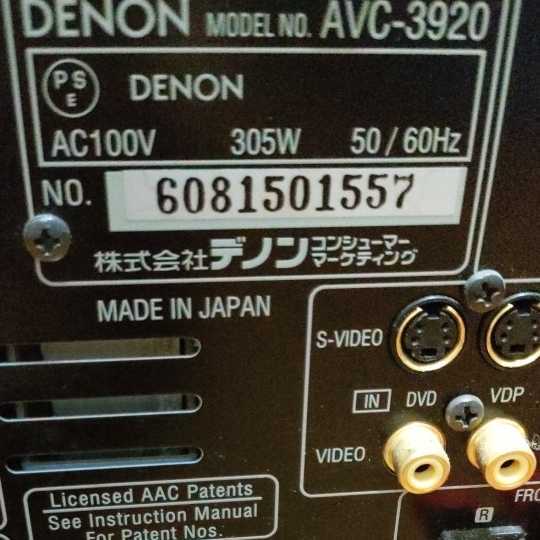 DENON MODEL NO. AVC-3920
PS
E
DENON
AC100V 305W 50/60Hz
NO. 6081501557
株式会社デノン コンシューマー
マーケティング
MADE IN JAPAN
S-VIDEO
IN DVD VDP
VIDEO
Licensed AAC Patents
See Instruction Manual
For Patent Nos.
FRO
R